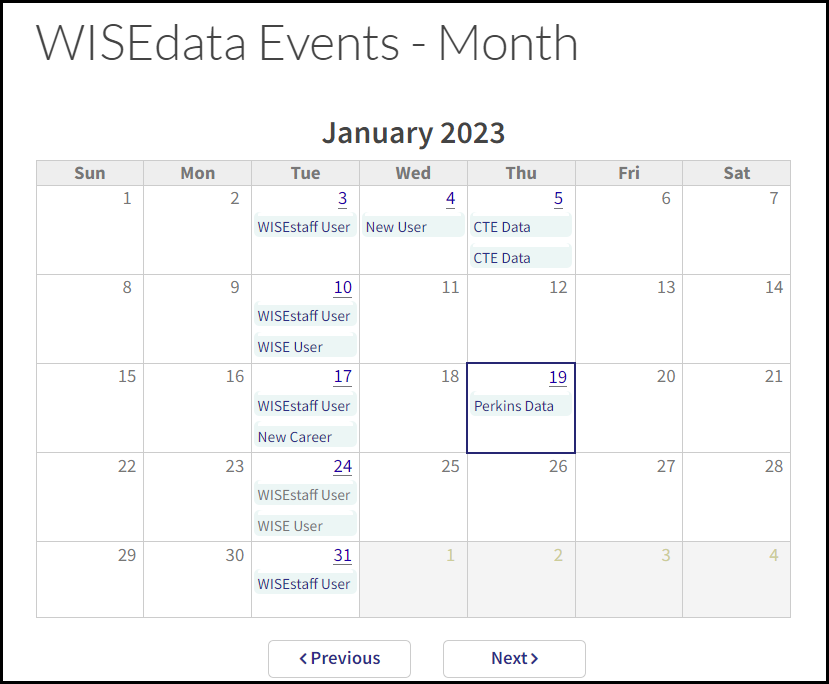 WISEdata Events - Month
January 2023
Sun Mon Tue Wed Thu Fri Sat
1 2 3 4 5 6 7
WISEstaff User New User CTE Data
CTE Data
8 9 10 11 12 13 14
WISEstaff User
WISE User
15 16 17 18 19 20 21
WISEstaff User Perkins Data
New Career
22 23 24 25 26 27 28
WISEstaff User
WISE User
29 30 31 1 2 3 4
WISEstaff User
Previous Next